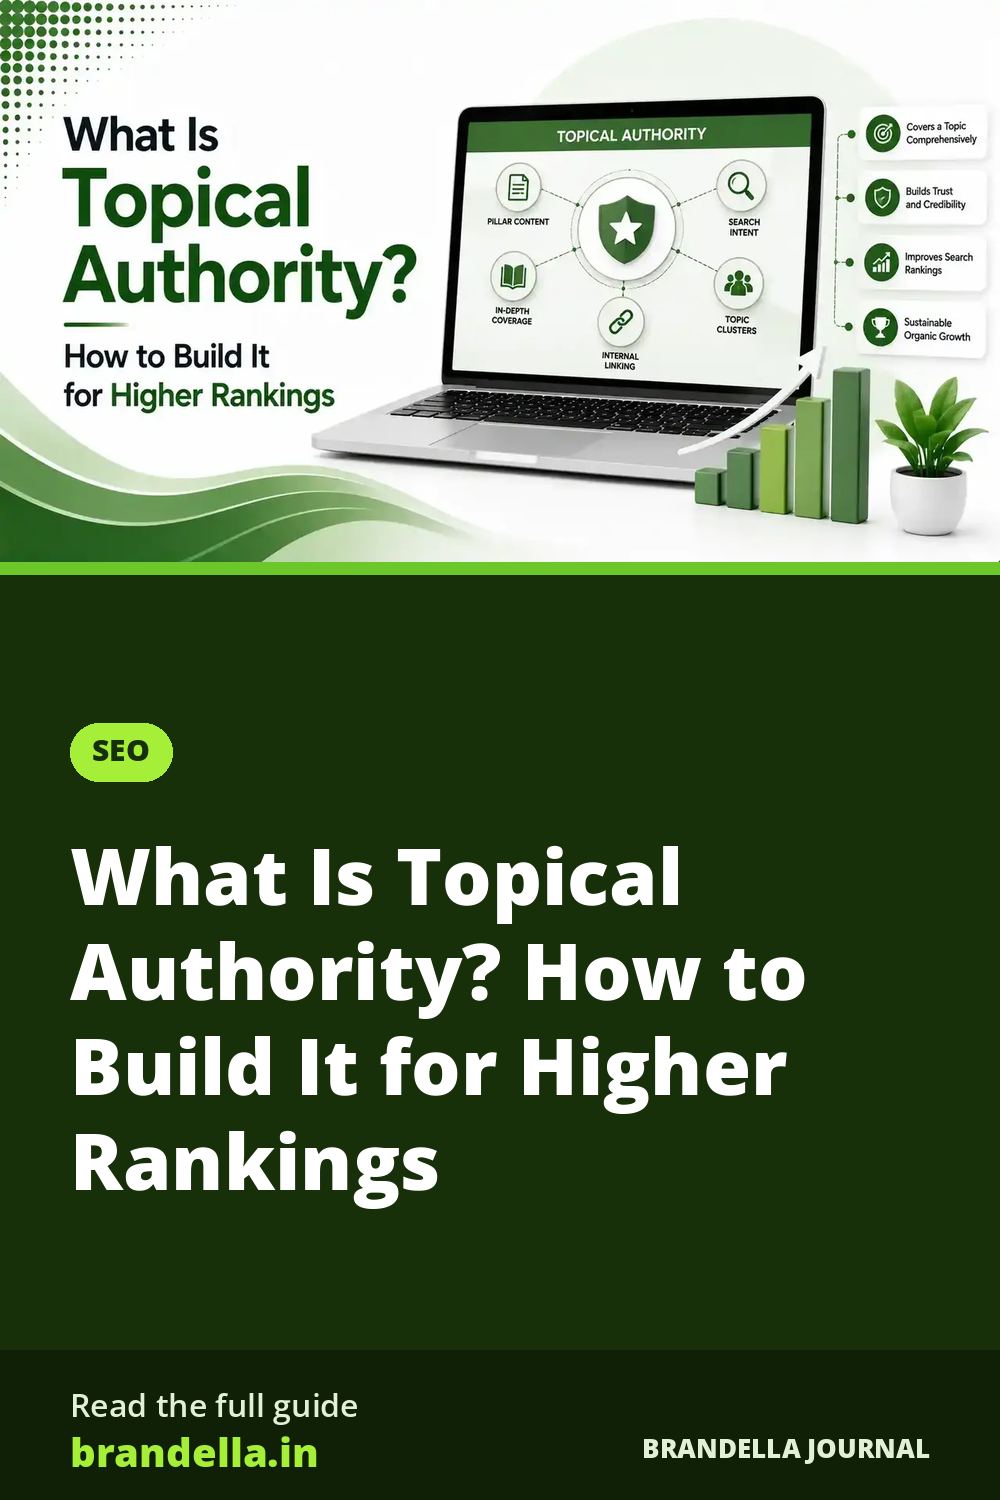 What Is
Topical
Authority?
How to Build It
for Higher Rankings
TOPICAL AUTHORITY
PILLAR CONTENT
SEARCH
INTENT
IN-DEPTH
COVERAGE
TOPIC
CLUSTERS
INTERNAL
LINKING
Covers a Topic
Comprehensively
Builds Trust
and Credibility
Improves Search
Rankings
Sustainable
Organic Growth
SEO
What Is Topical
Authority? How to
Build It for Higher
Rankings
Read the full guide
brandella.in
BRANDELLA JOURNAL